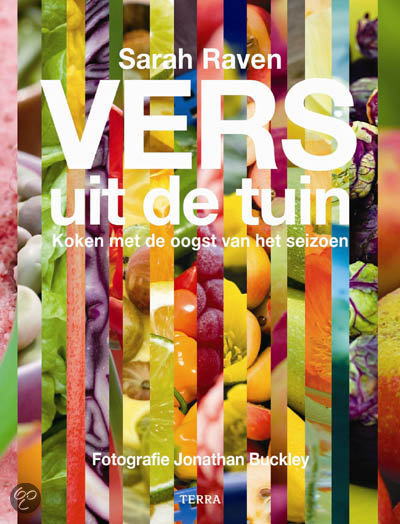 Sarah Raven
VERS
uit de tuin
Koken met de oogst van het seizoen
Fotografie Jonathan Buckley
TERRA